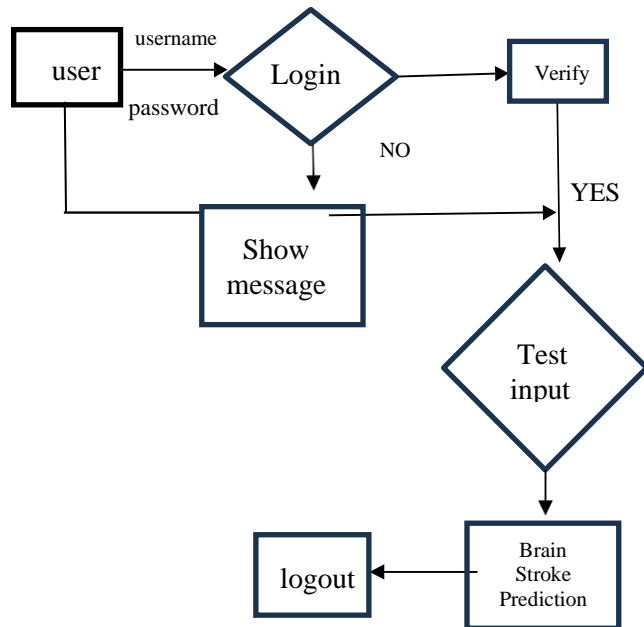 username
user
password
Login
Verify
NO
YES
Show
message
Test
input
Brain
Stroke
Prediction
logout